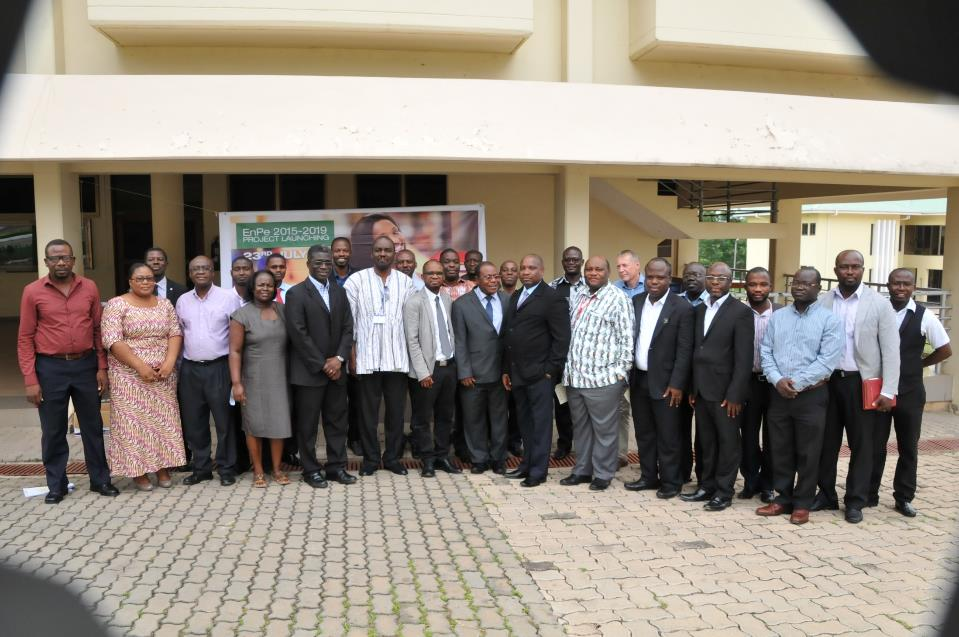 EnPe 2015-2019
PROJECT LAUNCHING
23RD JULY